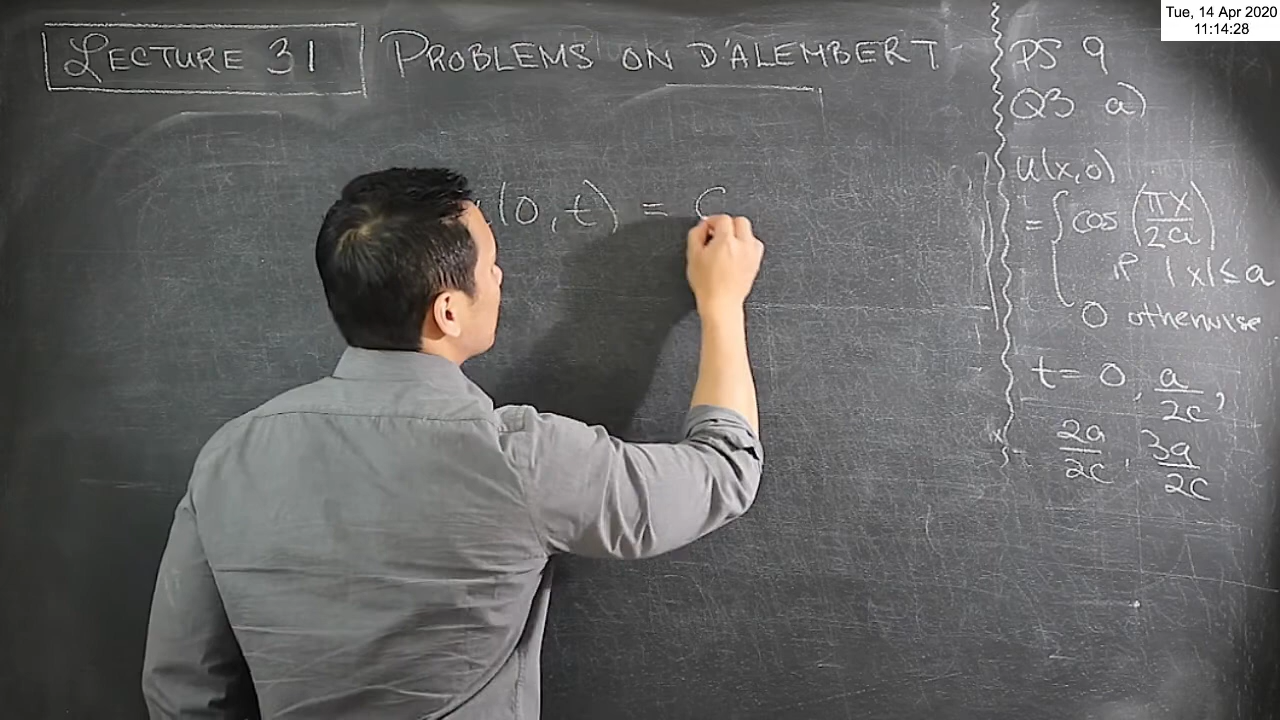 Tue, 14 Apr 2020
11:14:28
LECTURE 31 PROBLEMS ON D'ALEMBERT
(0,t) =
PS 9
Q3 a)
u(x,0)
= { cos (πx/2a)
if |x| ≤ a
0 otherwise
t = 0, a/2c,
2a/2c, 3a/2c